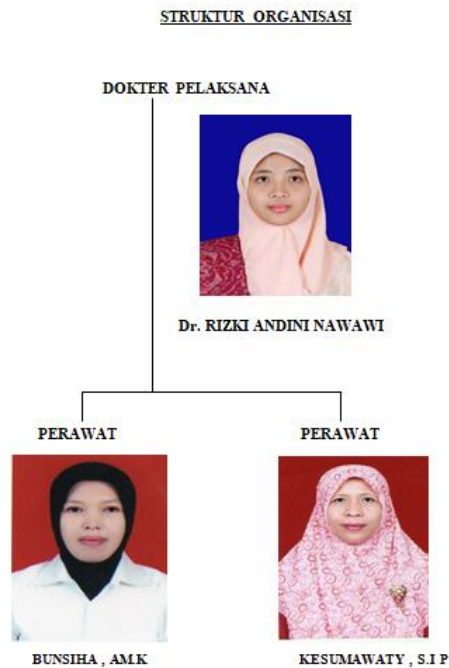 STRUKTUR ORGANISASI
DOKTER PELAKSANA
Dr. RIZKI ANDINI NAWAWI
PERAWAT
PERAWAT
BUNSIHA , AM.K
KESUMAWATY , S.I P